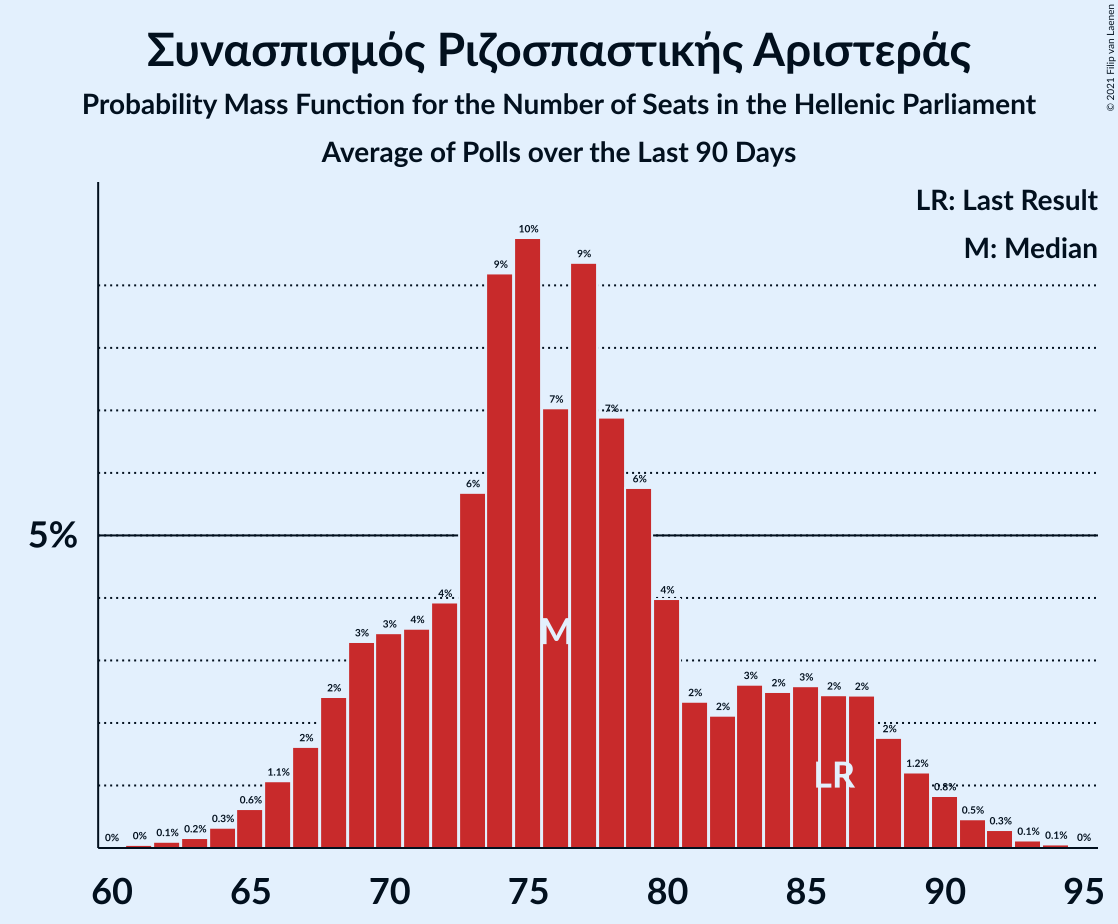 Συνασπισμός Ριζοσπαστικής Αριστεράς
Probability Mass Function for the Number of Seats in the Hellenic Parliament
Average of Polls over the Last 90 Days
© 2021 Filip van Laenen
LR: Last Result
M: Median
5%
0% 0% 0.1% 0.2% 0.3% 0.6% 1.1% 2% 2% 3% 3% 4% 4% 6% 9% 10% 7% 9% 7% 6% 4% 2% 2% 3% 2% 3% 2% 2% 2% 1.2% 0.8% 0.5% 0.3% 0.1% 0.1% 0%
M
LR
60 65 70 75 80 85 90 95